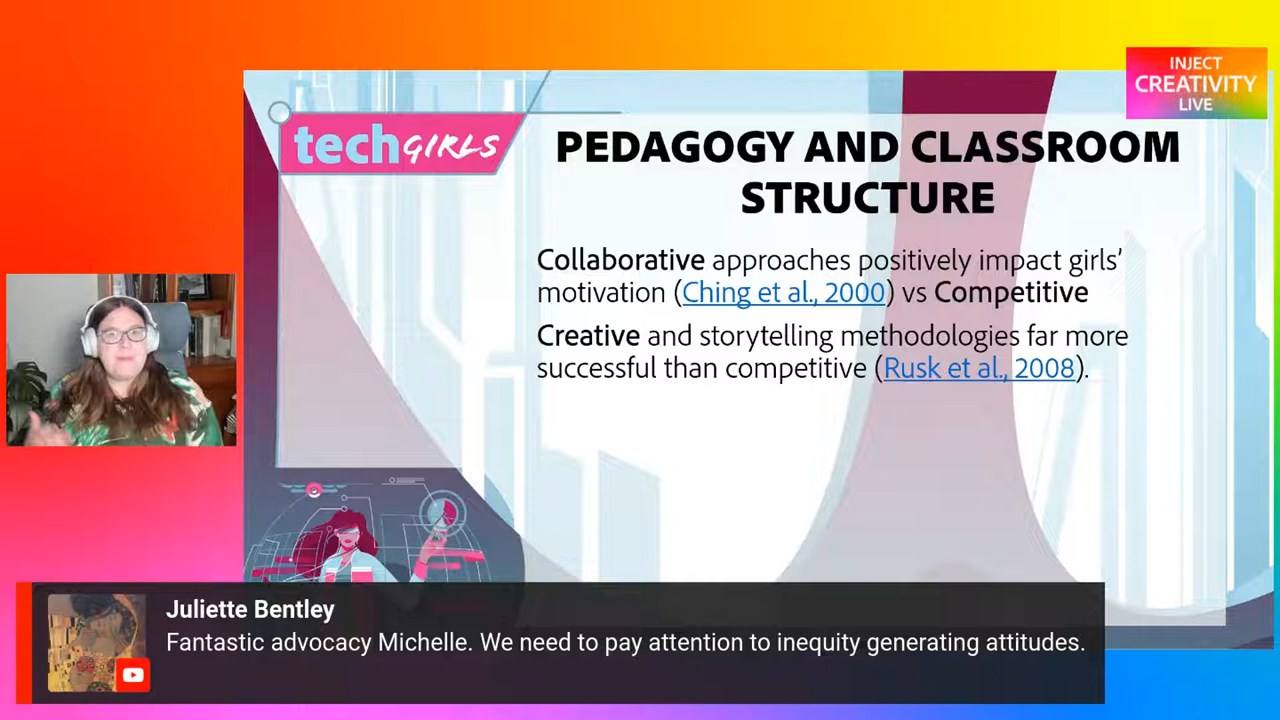 INJECT
CREATIVITY
LIVE
techGIRLS
PEDAGOGY AND CLASSROOM
STRUCTURE
Collaborative approaches positively impact girls’
motivation (Ching et al., 2000) vs Competitive
Creative and storytelling methodologies far more
successful than competitive (Rusk et al., 2008).
Juliette Bentley
Fantastic advocacy Michelle. We need to pay attention to inequity generating attitudes.